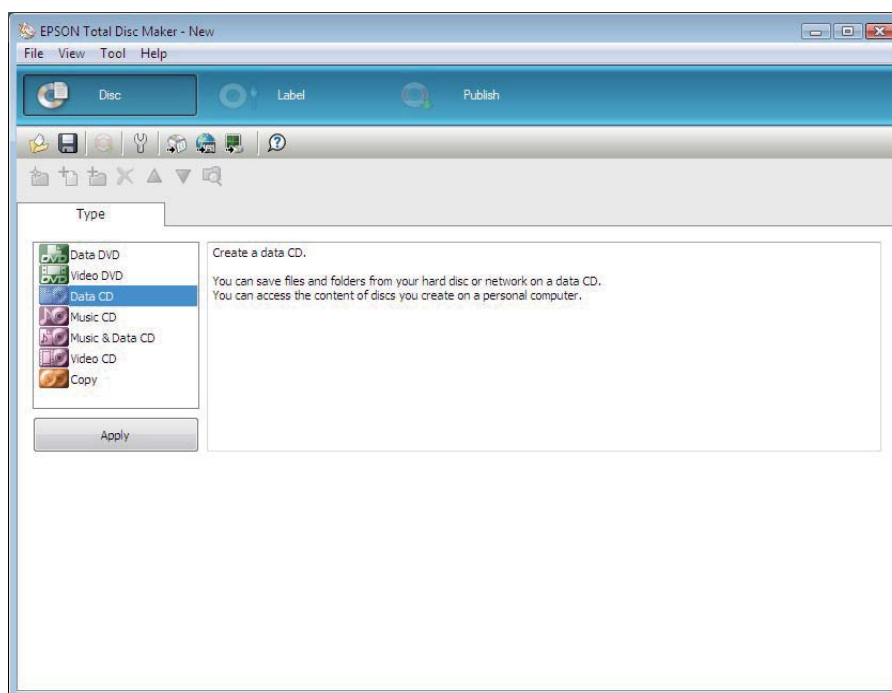 EPSON Total Disc Maker - New
File View Tool Help
Disc Label Publish
Type
Data DVD
Video DVD
Data CD
Music CD
Music & Data CD
Video CD
Copy
Apply
Create a data CD.
You can save files and folders from your hard disc or network on a data CD.
You can access the content of discs you create on a personal computer.